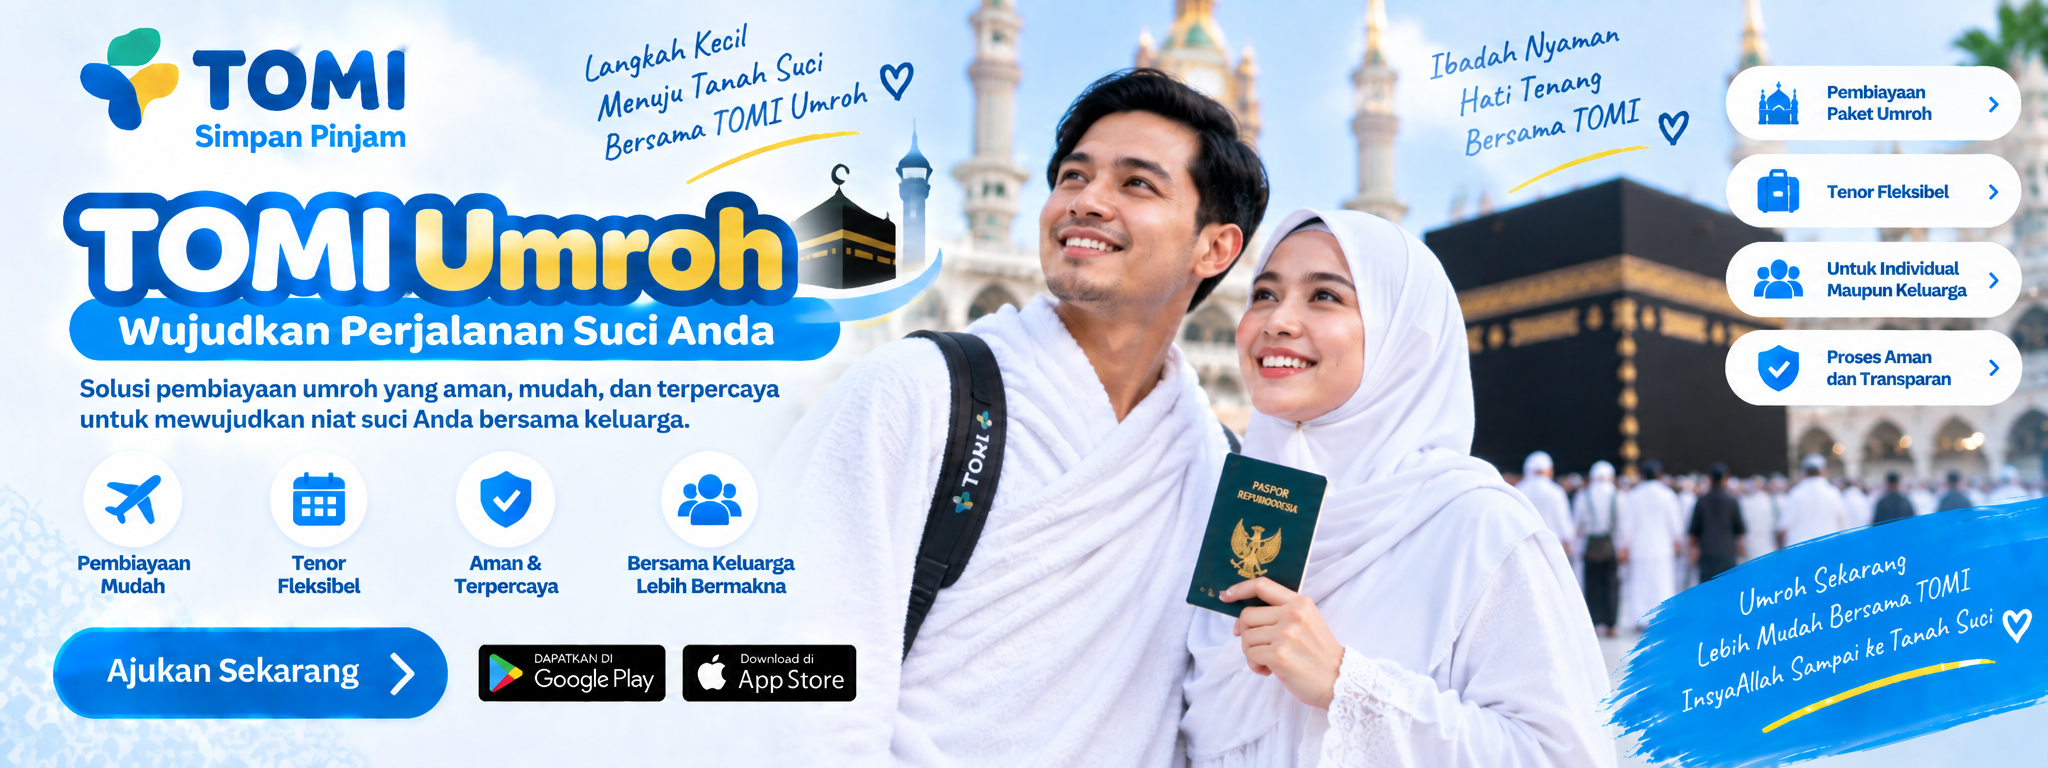 TOMI
Simpan Pinjam
Langkah Kecil
Menuju Tanah Suci
Bersama TOMI Umroh
Ibadah Nyaman
Hati Tenang
Bersama TOMI
TOMI Umroh
Wujudkan Perjalanan Suci Anda
Solusi pembiayaan umroh yang aman, mudah, dan terpercaya
untuk mewujudkan niat suci Anda bersama keluarga.
Pembiayaan
Mudah
Tenor
Fleksibel
Aman &
Terpercaya
Bersama Keluarga
Lebih Bermakna
Ajukan Sekarang
DAPATKAN DI
Google Play
Download di
App Store
TOMI
PASPOR
Pembiayaan
Paket Umroh
Tenor Fleksibel
Untuk Individual
Maupun Keluarga
Proses Aman
dan Transparan
Umroh Sekarang
Lebih Mudah Bersama TOMI
InsyaAllah Sampai ke Tanah Suci